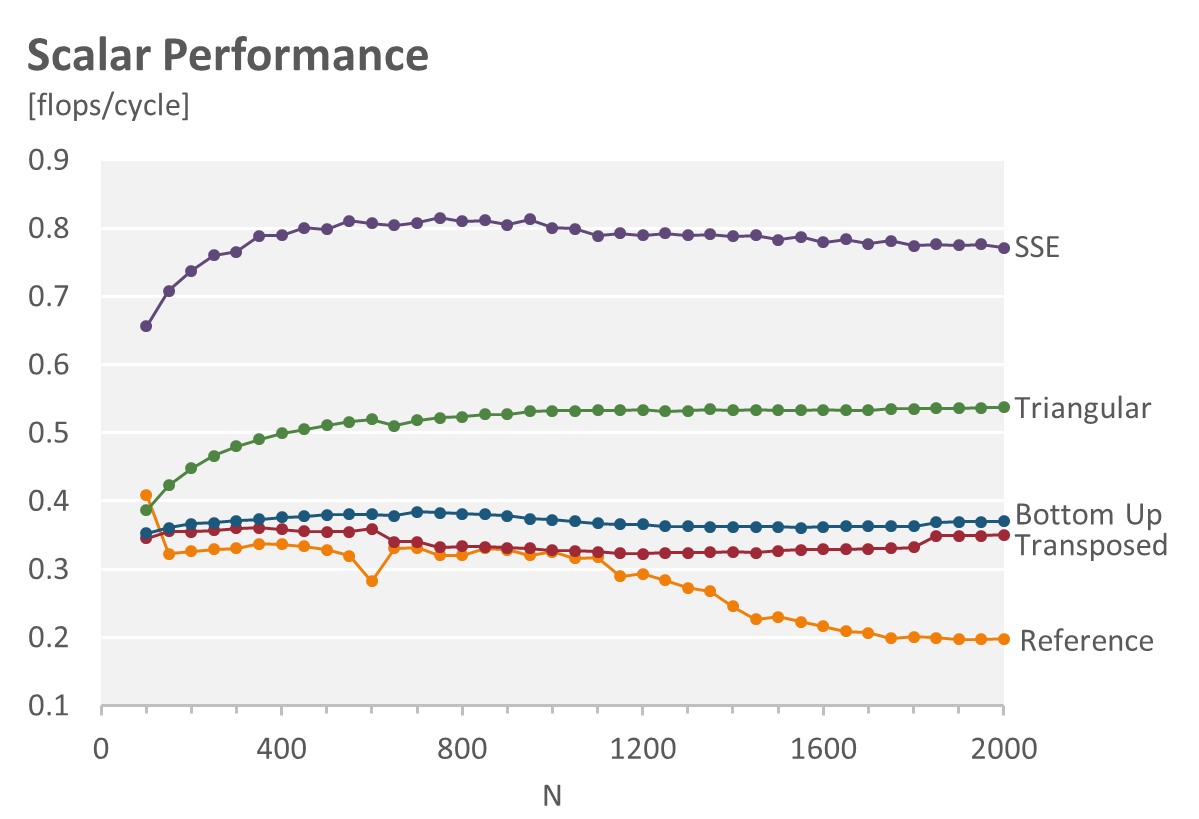 Scalar Performance
[flops/cycle]
0.9
0.8
SSE
0.7
0.6
0.5
Triangular
0.4
Bottom Up
Transposed
0.3
0.2
Reference
0.1
0 400 800 1200 1600 2000
N